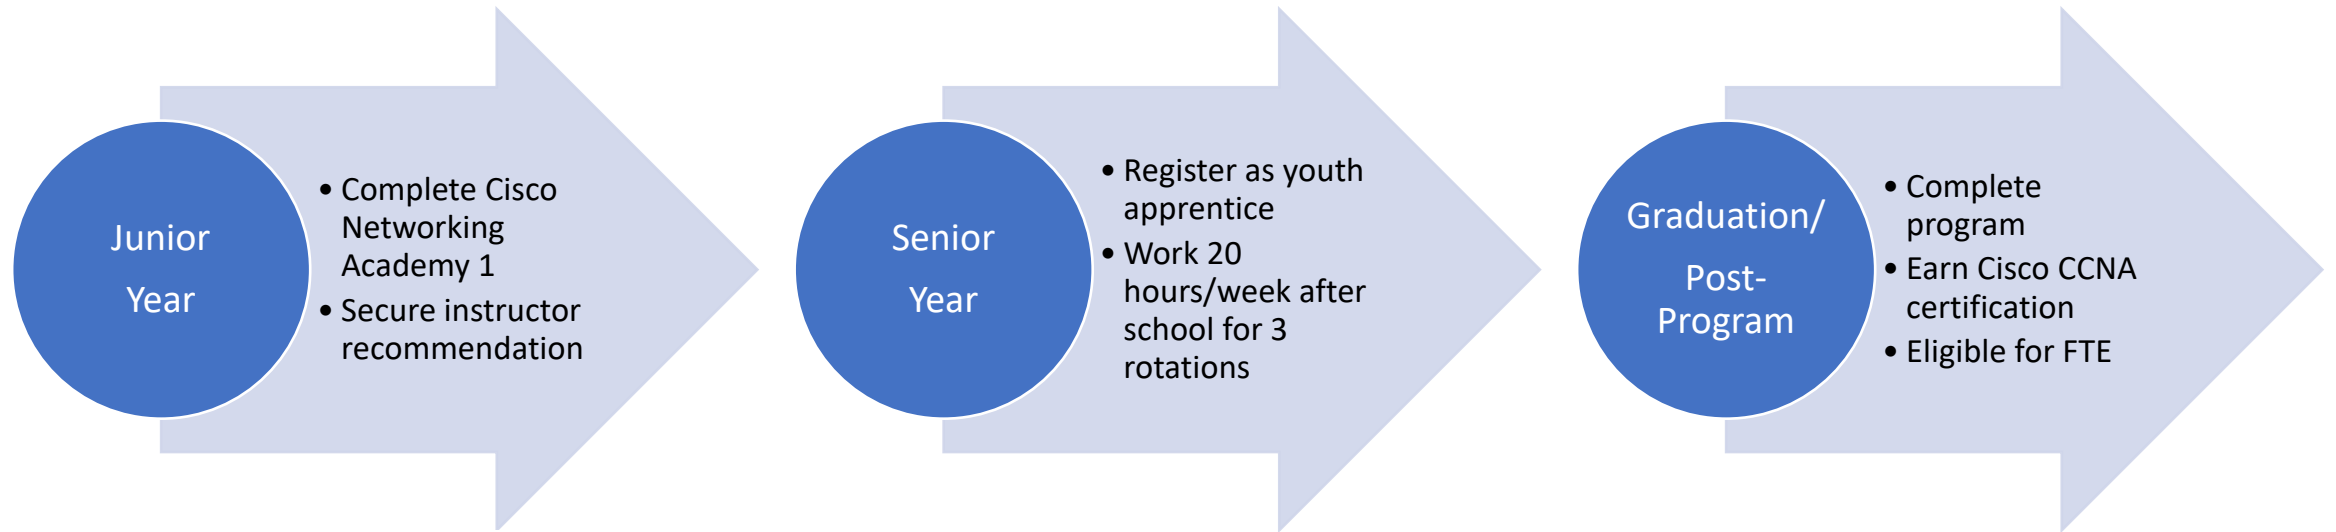 Junior
Year
• Complete Cisco
Networking
Academy 1
• Secure instructor
recommendation
Senior
Year
• Register as youth
apprentice
• Work 20
hours/week after
school for 3
rotations
Graduation/
Post-
Program
• Complete
program
• Earn Cisco CCNA
certification
• Eligible for FTE